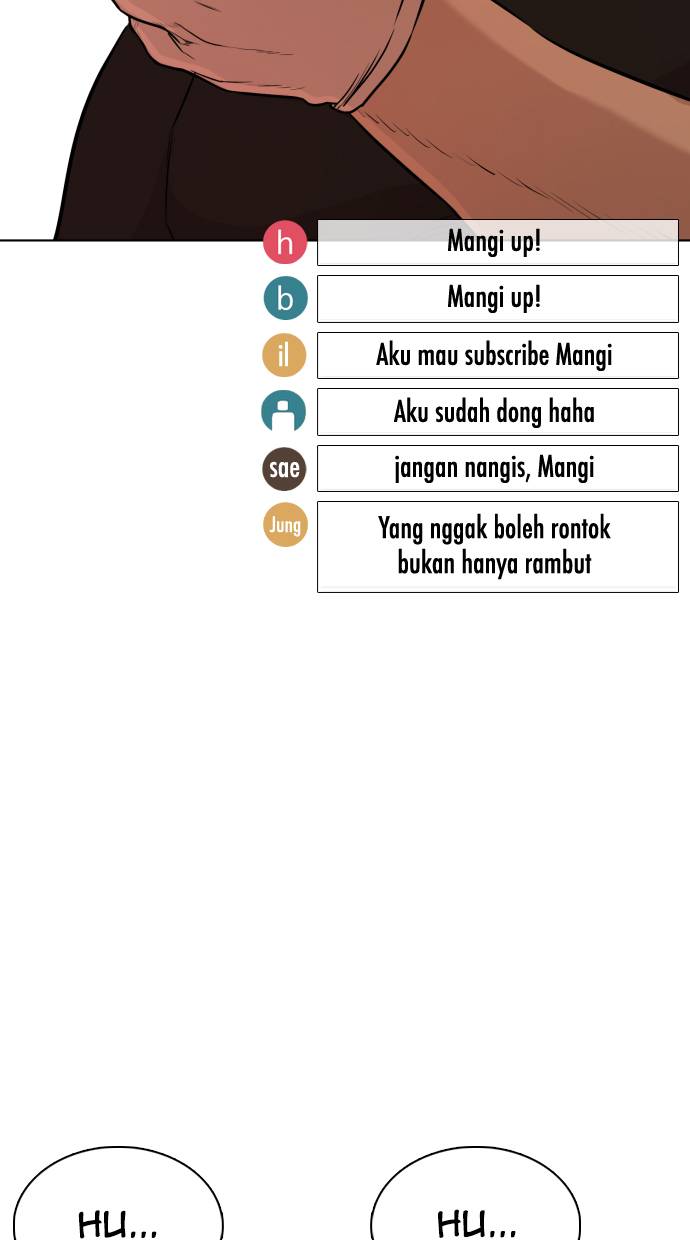 h
Mangi up!
b
Mangi up!
il
Aku mau subscribe Mangi
Aku sudah dong haha
sae
jangan nangis, Mangi
Jung
Yang nggak boleh rontok
bukan hanya rambut
HU...
HU...